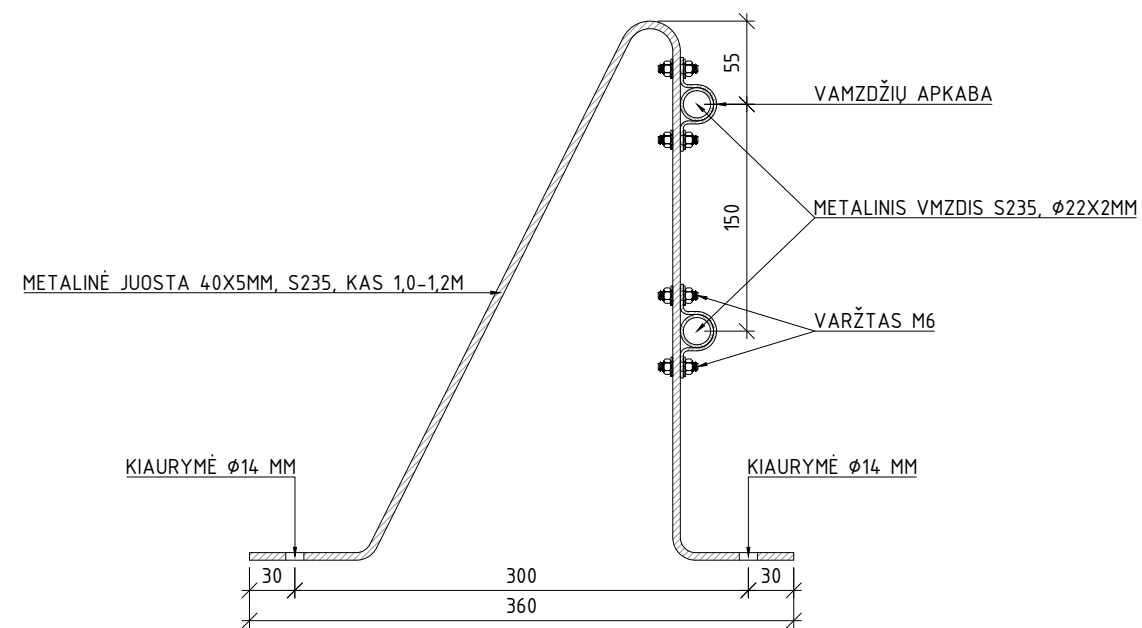 55
VAMZDŽIŲ APKABA
METALINIS VMZDIS S235, Ø22X2MM
150
METALINĖ JUOSTA 40X5MM, S235, KAS 1,0-1,2M
VARŽTAS M6
KIAURYMĖ Ø14 MM
KIAURYMĖ Ø14 MM
30
300
30
360